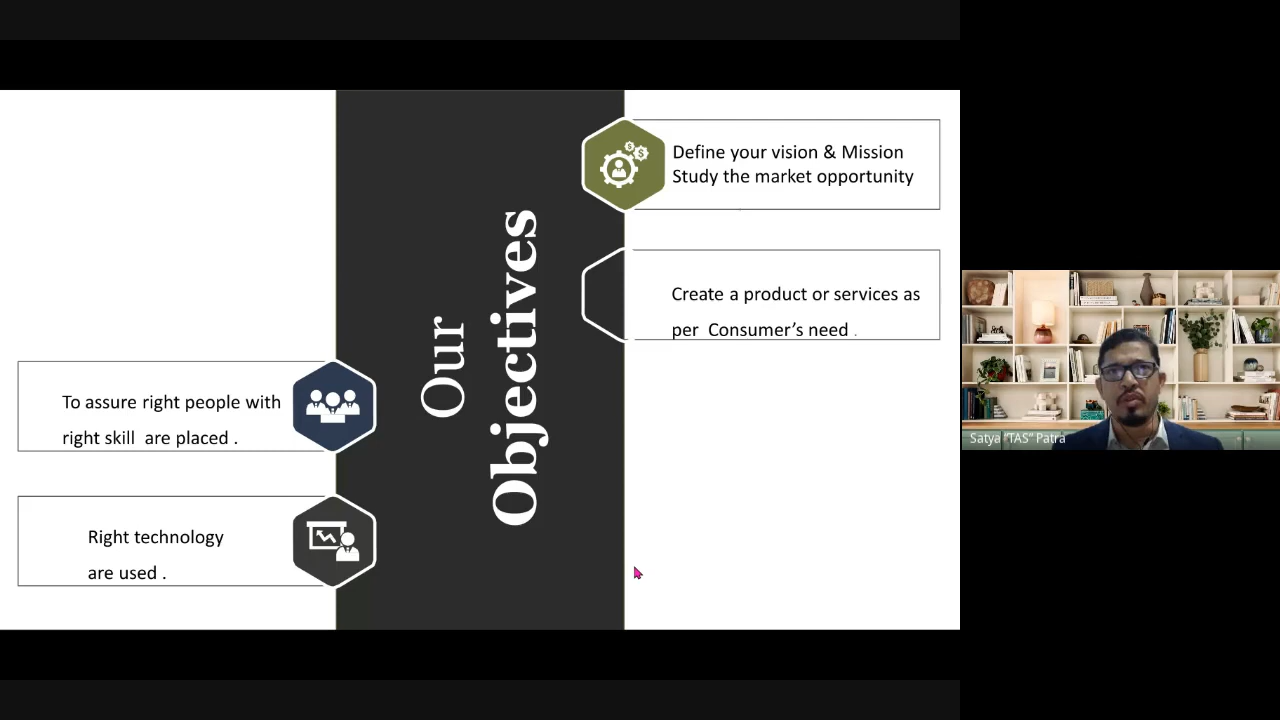 Our
Objectives
Define your vision & Mission
Study the market opportunity
Create a product or services as
per Consumer’s need .
To assure right people with
right skill are placed .
Right technology
are used .
Satya "TAS" Patra